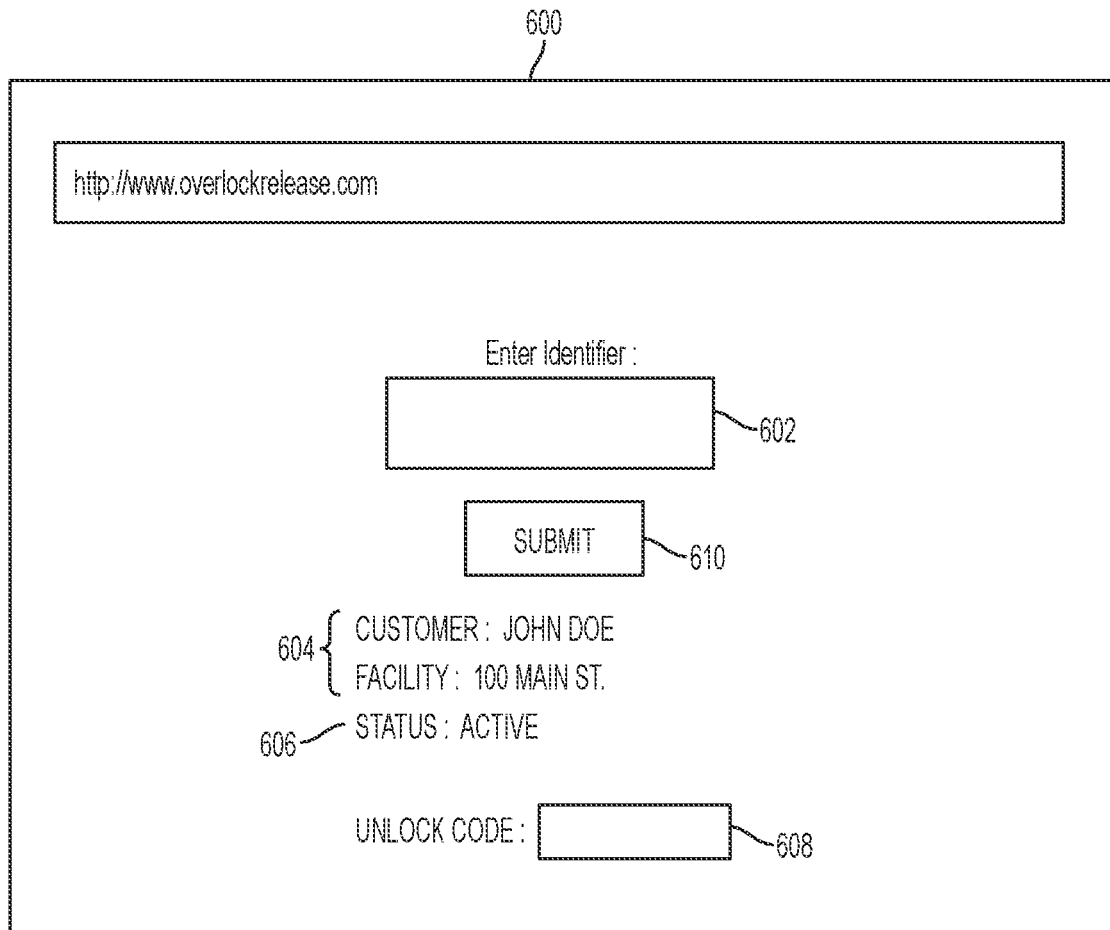 600
http://www.overlockrelease.com
Enter Identifier :
602
SUBMIT
610
604
CUSTOMER : JOHN DOE
FACILITY : 100 MAIN ST.
606
STATUS : ACTIVE
UNLOCK CODE :
608